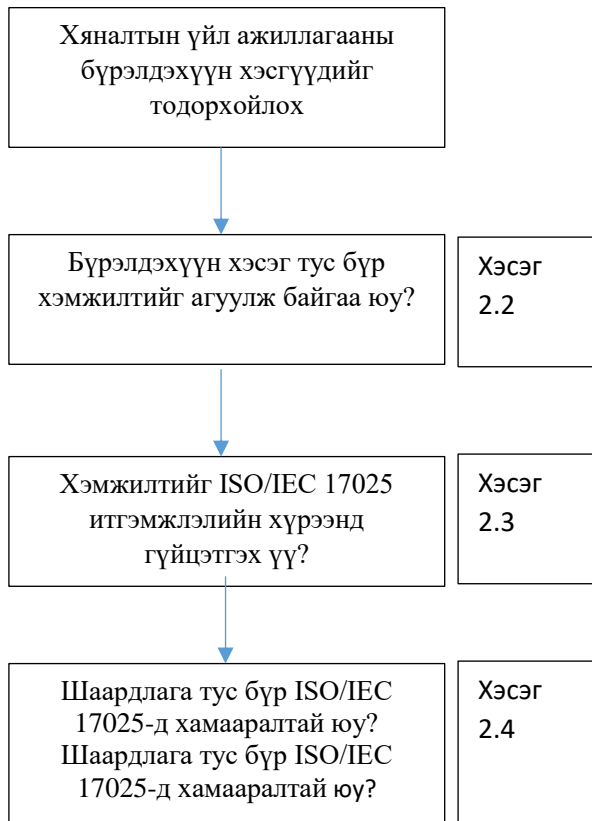 Хяналтын үйл ажиллагааны
бүрэлдэхүүн хэсгүүдийг
тодорхойлох
Бүрэлдэхүүн хэсэг тус бүр
хэмжилтийг агуулж байгаа юу?
Хэсэг
2.2
Хэмжилтийг ISO/IEC 17025
итгэмжлэлийн хүрээнд
гүйцэтгэх үү?
Хэсэг
2.3
Шаардлага тус бүр ISO/IEC
17025-д хамааралтай юу?
Шаардлага тус бүр ISO/IEC
17025-д хамааралтай юу?
Хэсэг
2.4